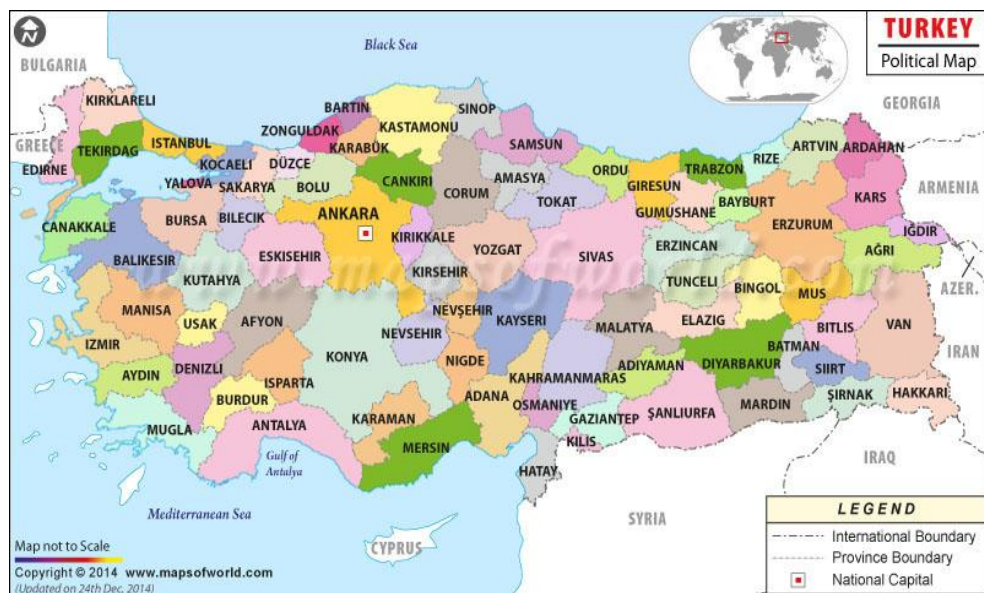 N
TURKEY
Political Map
Black Sea
BULGARIA
GEORGIA
KIRKLARELI
BARTIN
SINOP
KASTAMONU
ZONGULDAK
GREECE
TEKIRDAG
ISTANBUL
KARABÜK
SAMSUN
ARTVIN
RIZE
ARDAHAN
EDIRNE
KOCAELI
DÜZÇE
ORDU
TRABZON
YALOVA
SAKARYA
BOLU
CANKIRI
CORUM
AMASYA
GIRESUN
ARMENIA
CANAKKALE
BURSA
BILECIK
ANKARA
TOKAT
GUMUSHANE
BAYBURT
ERZURUM
KARS
IĞDIR
KIRIKKALE
BALIKESIR
ESKISEHIR
YOZGAT
SIVAS
ERZINCAN
AĞRI
KUTAHYA
KIRSEHIR
TUNCELI
BINGOL
MUS
AZER.
www.mapsofworld.com
MANISA
USAK
AFYON
NEVŞEHIR
KAYSERI
MALATYA
ELAZIG
BITLIS
VAN
IZMIR
NEVSEHIR
BATMAN
IRAN
DENIZLI
KONYA
NIGDE
ADIYAMAN
DIYARBAKUR
SIIRT
AYDIN
ISPARTA
KAHRAMANMARAS
BURDUR
ADANA
OSMANIYE
GAZIANTEP
ŞANLIURFA
MARDIN
ŞIRNAK
HAKKARI
MUGLA
ANTALYA
KARAMAN
MERSIN
KILIS
Gulf of
Antalya
HATAY
IRAQ
Mediterranean Sea
SYRIA
CYPRUS
LEGEND
International Boundary
Province Boundary
National Capital
Map not to Scale
Copyright © 2014 www.mapsofworld.com
(Updated on 24th Dec, 2014)